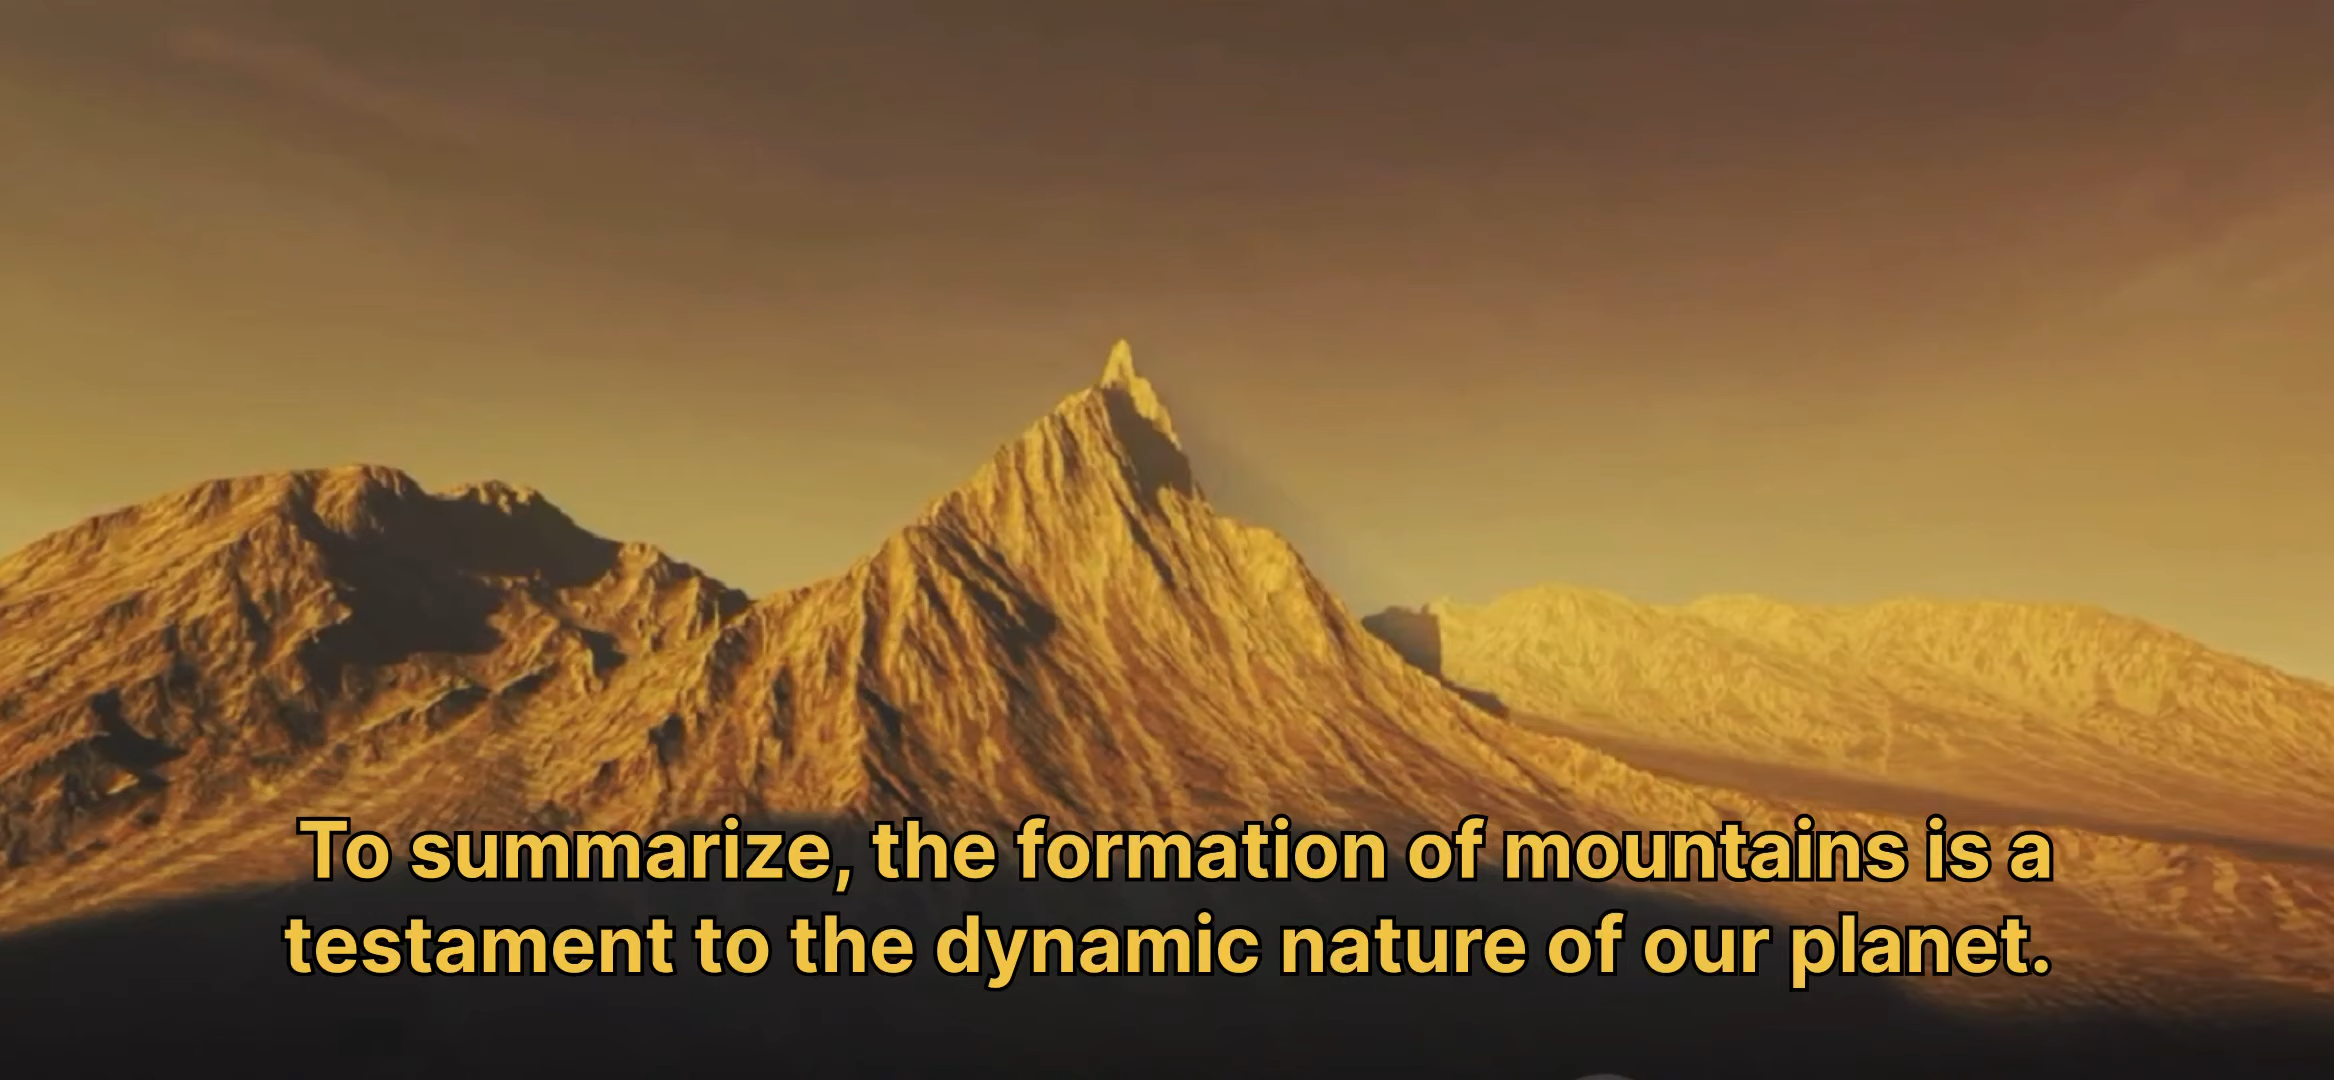 To summarize, the formation of mountains is a
testament to the dynamic nature of our planet.